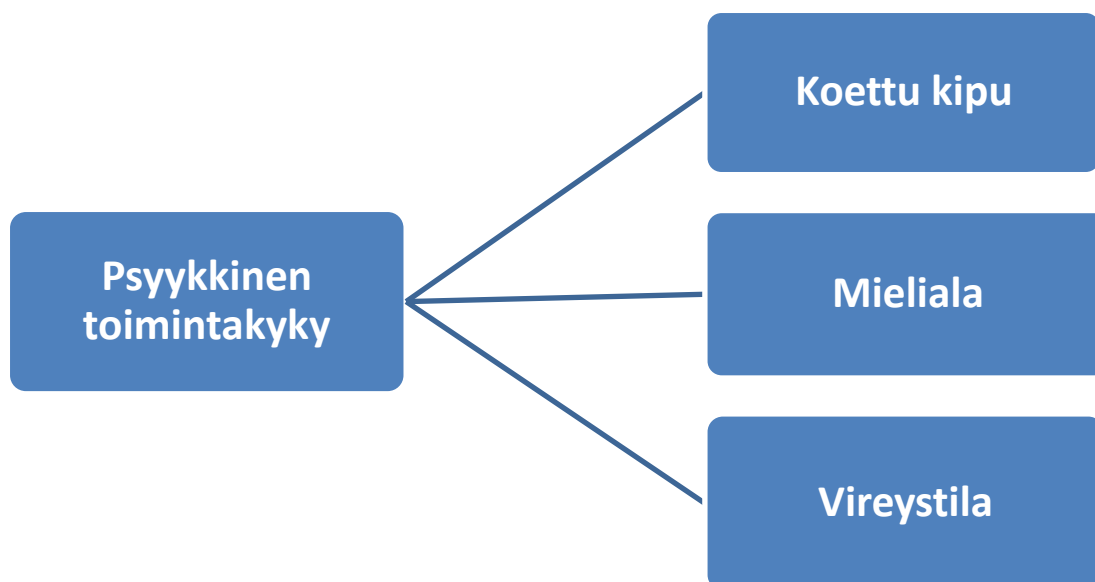 Psyykkinen
toimintakyky
Koettu kipu
Mieliala
Vireystila